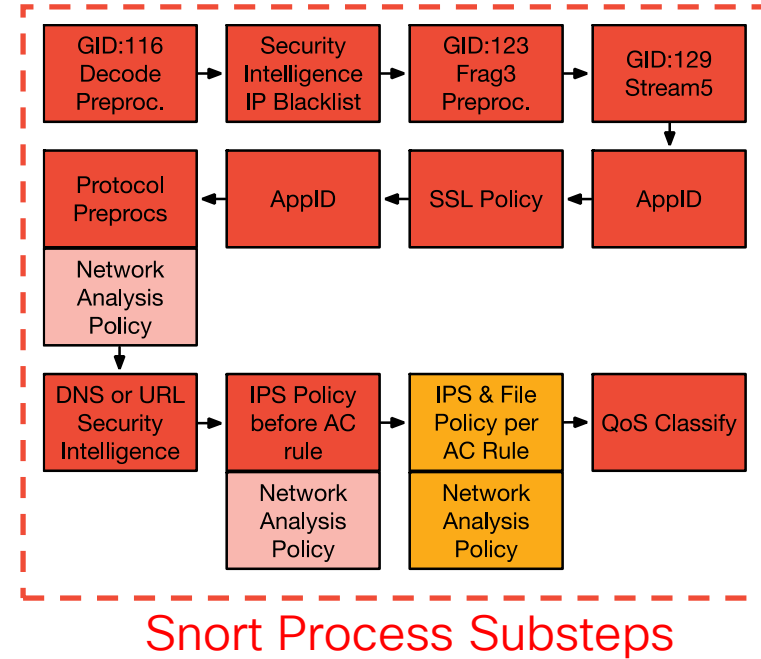 GID:116
Decode
Preproc.
Security
Intelligence
IP Blacklist
GID:123
Frag3
Preproc.
GID:129
Stream5
AppID
SSL Policy
AppID
Protocol
Preprocs
Network
Analysis
Policy
DNS or URL
Security
Intelligence
IPS Policy
before AC
rule
Network
Analysis
Policy
IPS & File
Policy per
AC Rule
Network
Analysis
Policy
QoS Classify
Snort Process Substeps